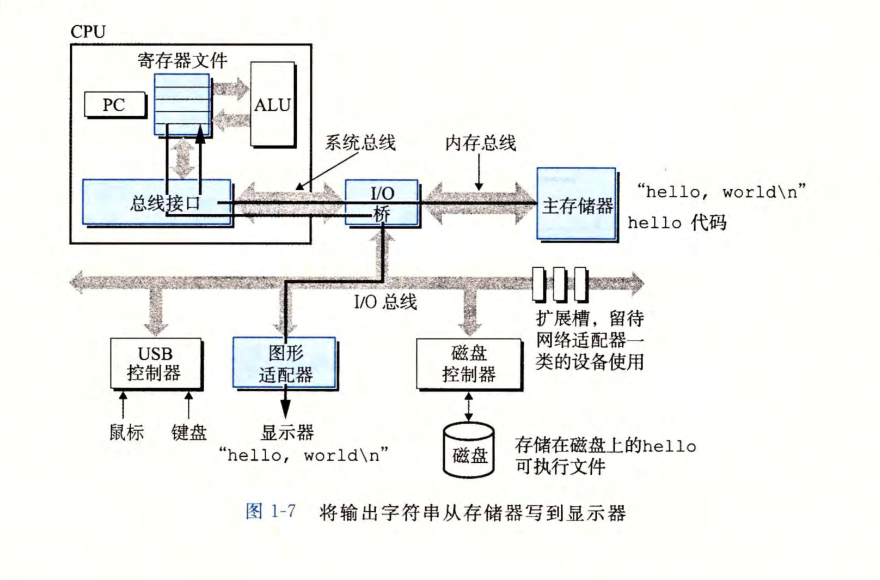 CPU
寄存器文件
PC
ALU
系统总线
内存总线
总线接口
I/O
桥
主存储器
“hello, world\n”
hello 代码
I/O 总线
扩展槽，留待
网络适配器一
类的设备使用
USB
控制器
图形
适配器
磁盘
控制器
鼠标
键盘
显示器
“hello, world\n”
磁盘
存储在磁盘上的hello
可执行文件
图 1-7 将输出字符串从存储器写到显示器